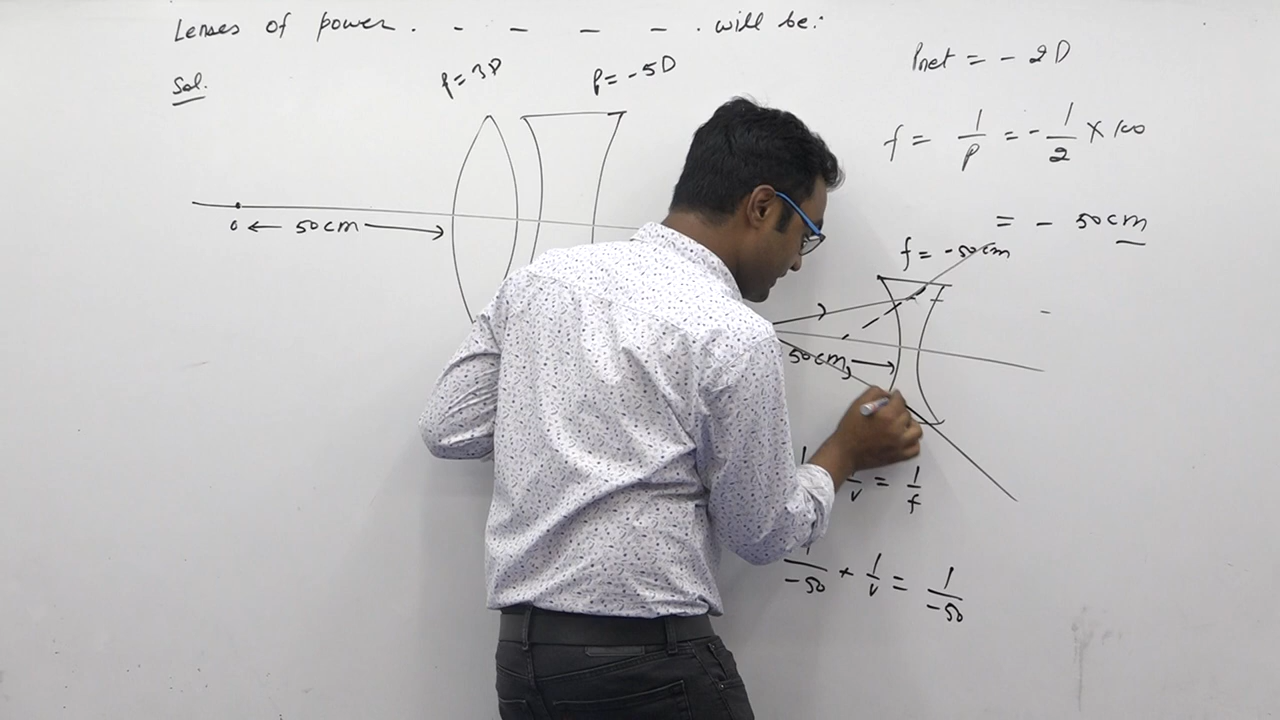 Lenses of power. - - - - . will be:
Sol.
P = 3D
P = -5D
Pnet = - 2D
f = 1/P = - 1/2 × 100
= - 50cm
o ← 50cm →
f = -50cm
50cm →
1/v = 1/f
1/-50 + 1/v = 1/-50